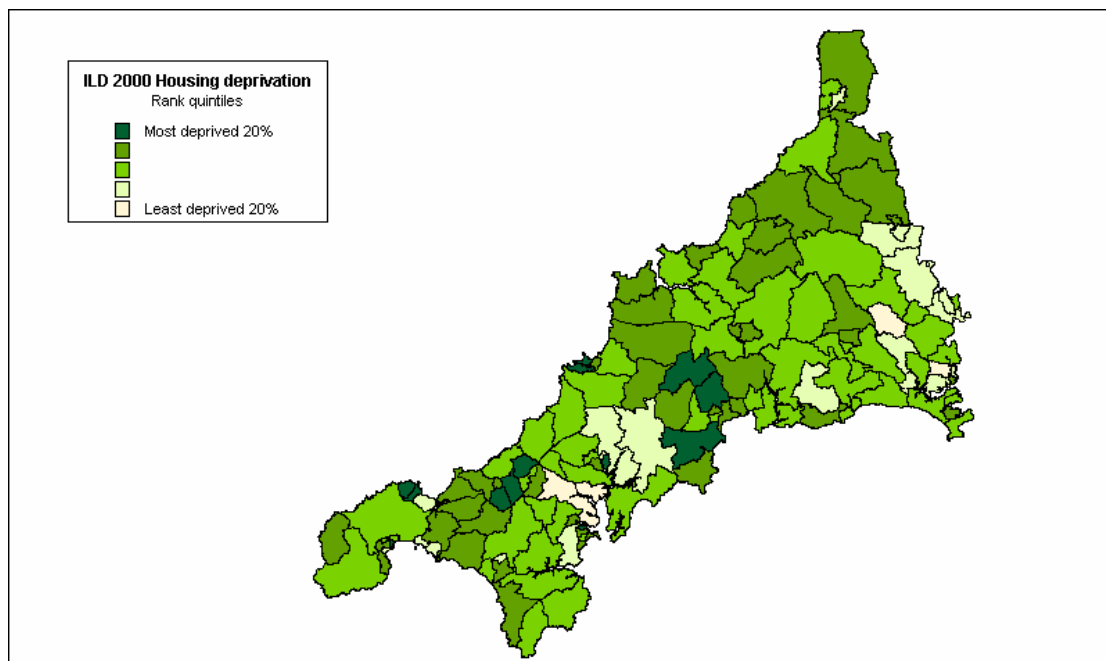 ILD 2000 Housing deprivation
Rank quintiles
Most deprived 20%
Least deprived 20%